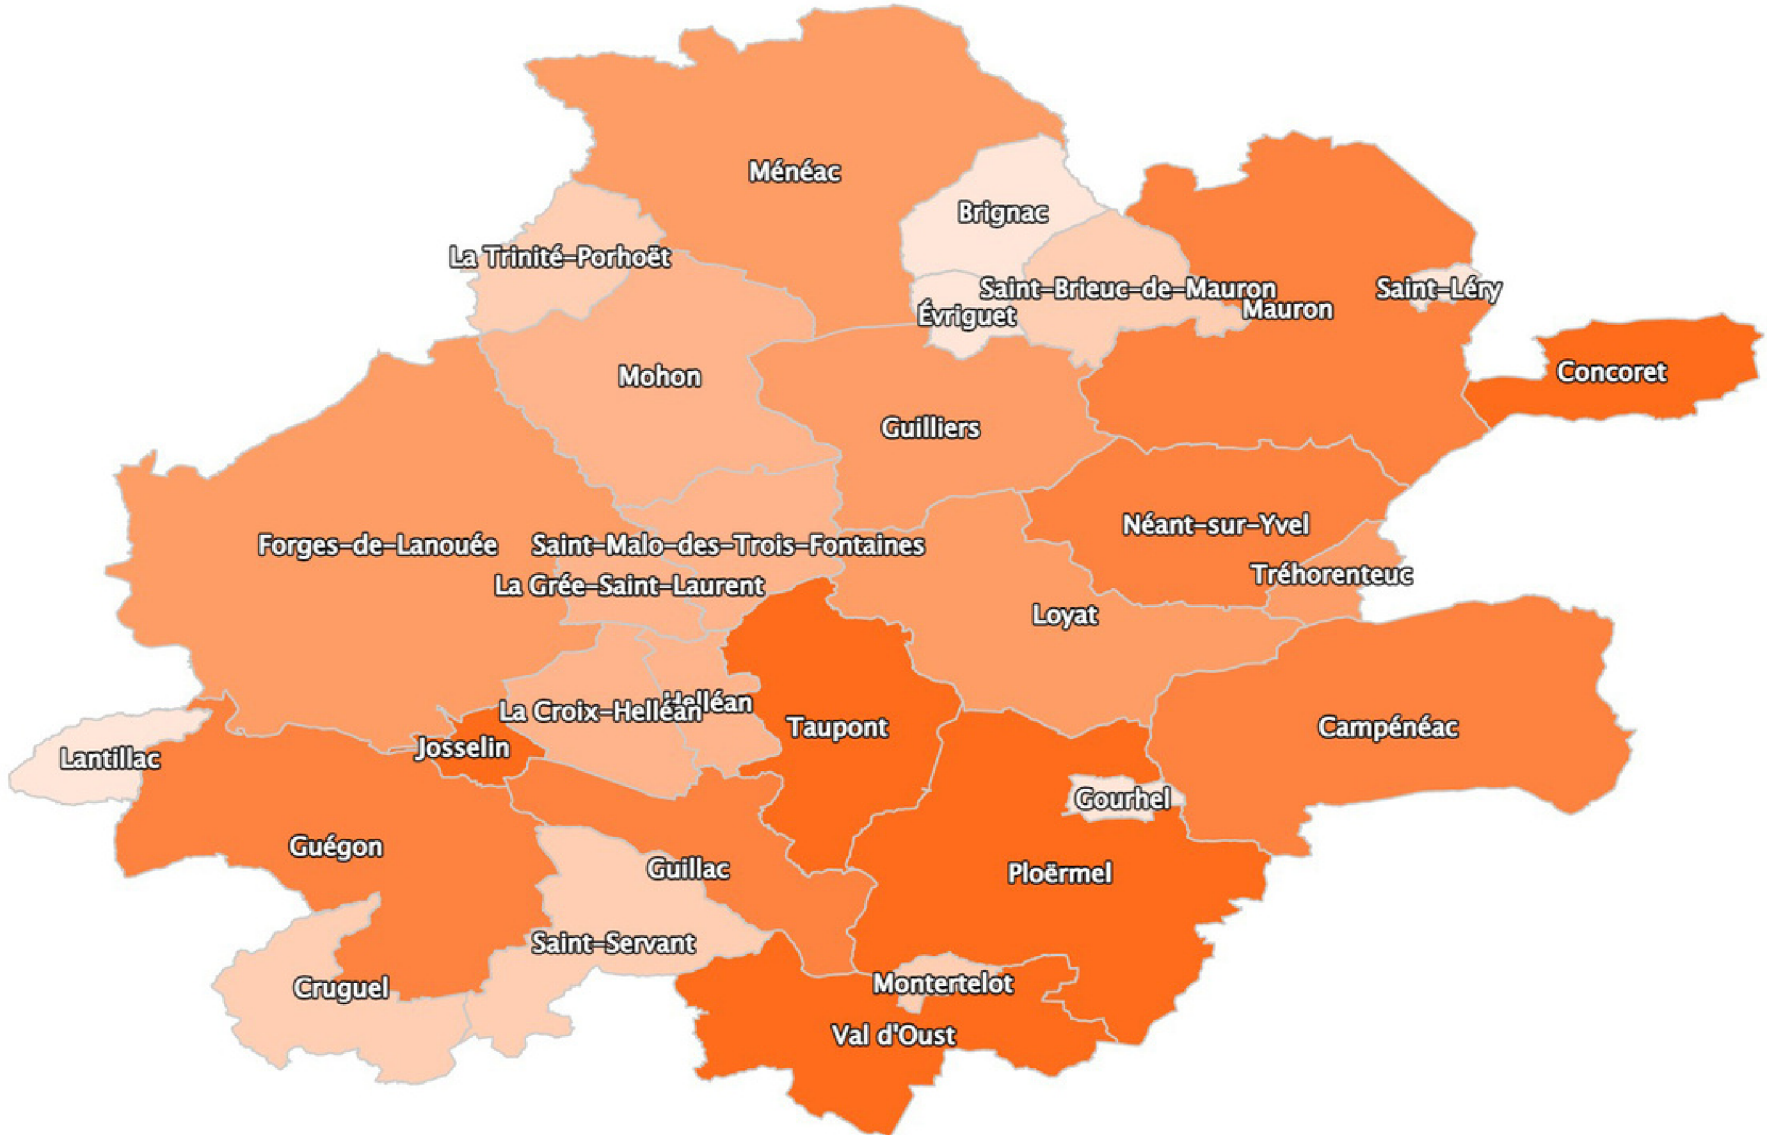 Ménéac
Brignac
La Trinité–Porhoët
Saint–Brieuc–de–Mauron
Saint–Léry
Évriguet
Mauron
Concoret
Mohon
Guilliers
Néant–sur–Yvel
Forges–de–Lanouée
Saint–Malo–des–Trois–Fontaines
Tréhorenteuc
La Grée–Saint–Laurent
Loyat
Helléan
La Croix–Helléan
Taupont
Campénéac
Josselin
Lantillac
Gourhel
Guégon
Guillac
Ploërmel
Saint–Servant
Montertelot
Cruguel
Val d'Oust